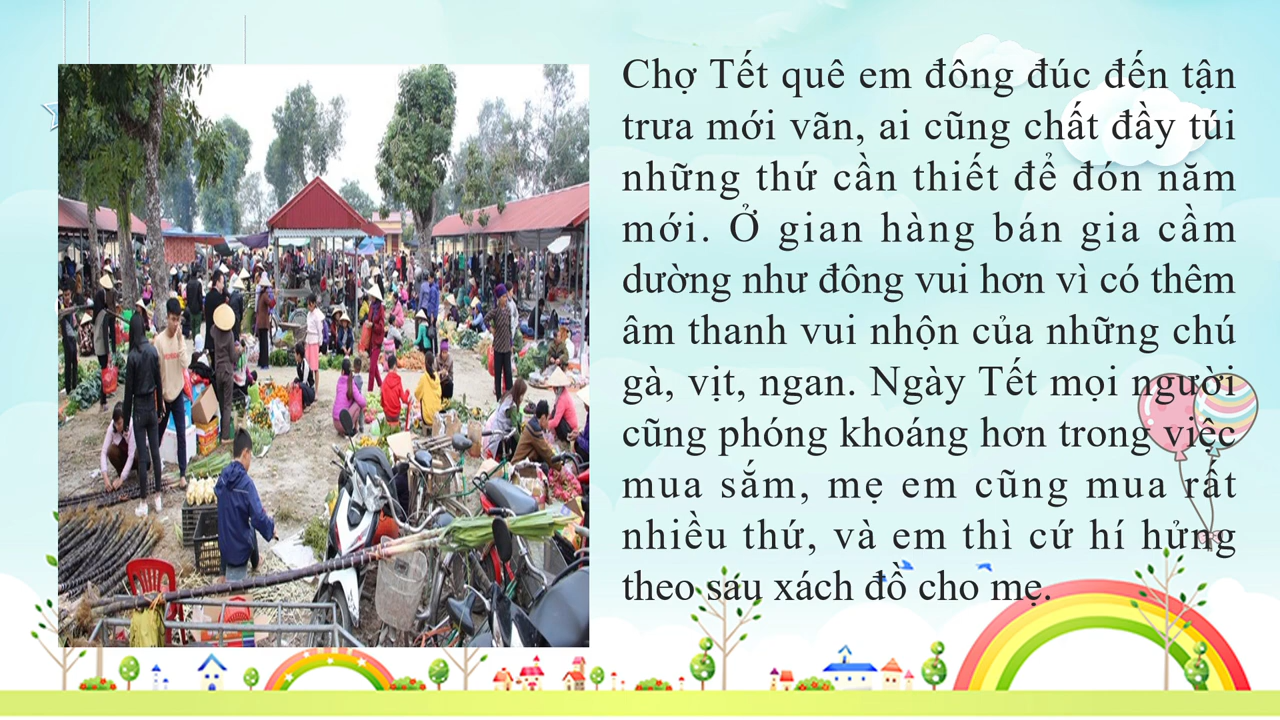 Chợ Tết quê em đông đúc đến tận
trưa mới vãn, ai cũng chất đầy túi
những thứ cần thiết để đón năm
mới. Ở gian hàng bán gia cầm
dường như đông vui hơn vì có thêm
âm thanh vui nhộn của những chú
gà, vịt, ngan. Ngày Tết mọi người
cũng phóng khoáng hơn trong việc
mua sắm, mẹ em cũng mua rất
nhiều thứ, và em thì cứ hí hửng
theo sau xách đồ cho mẹ.